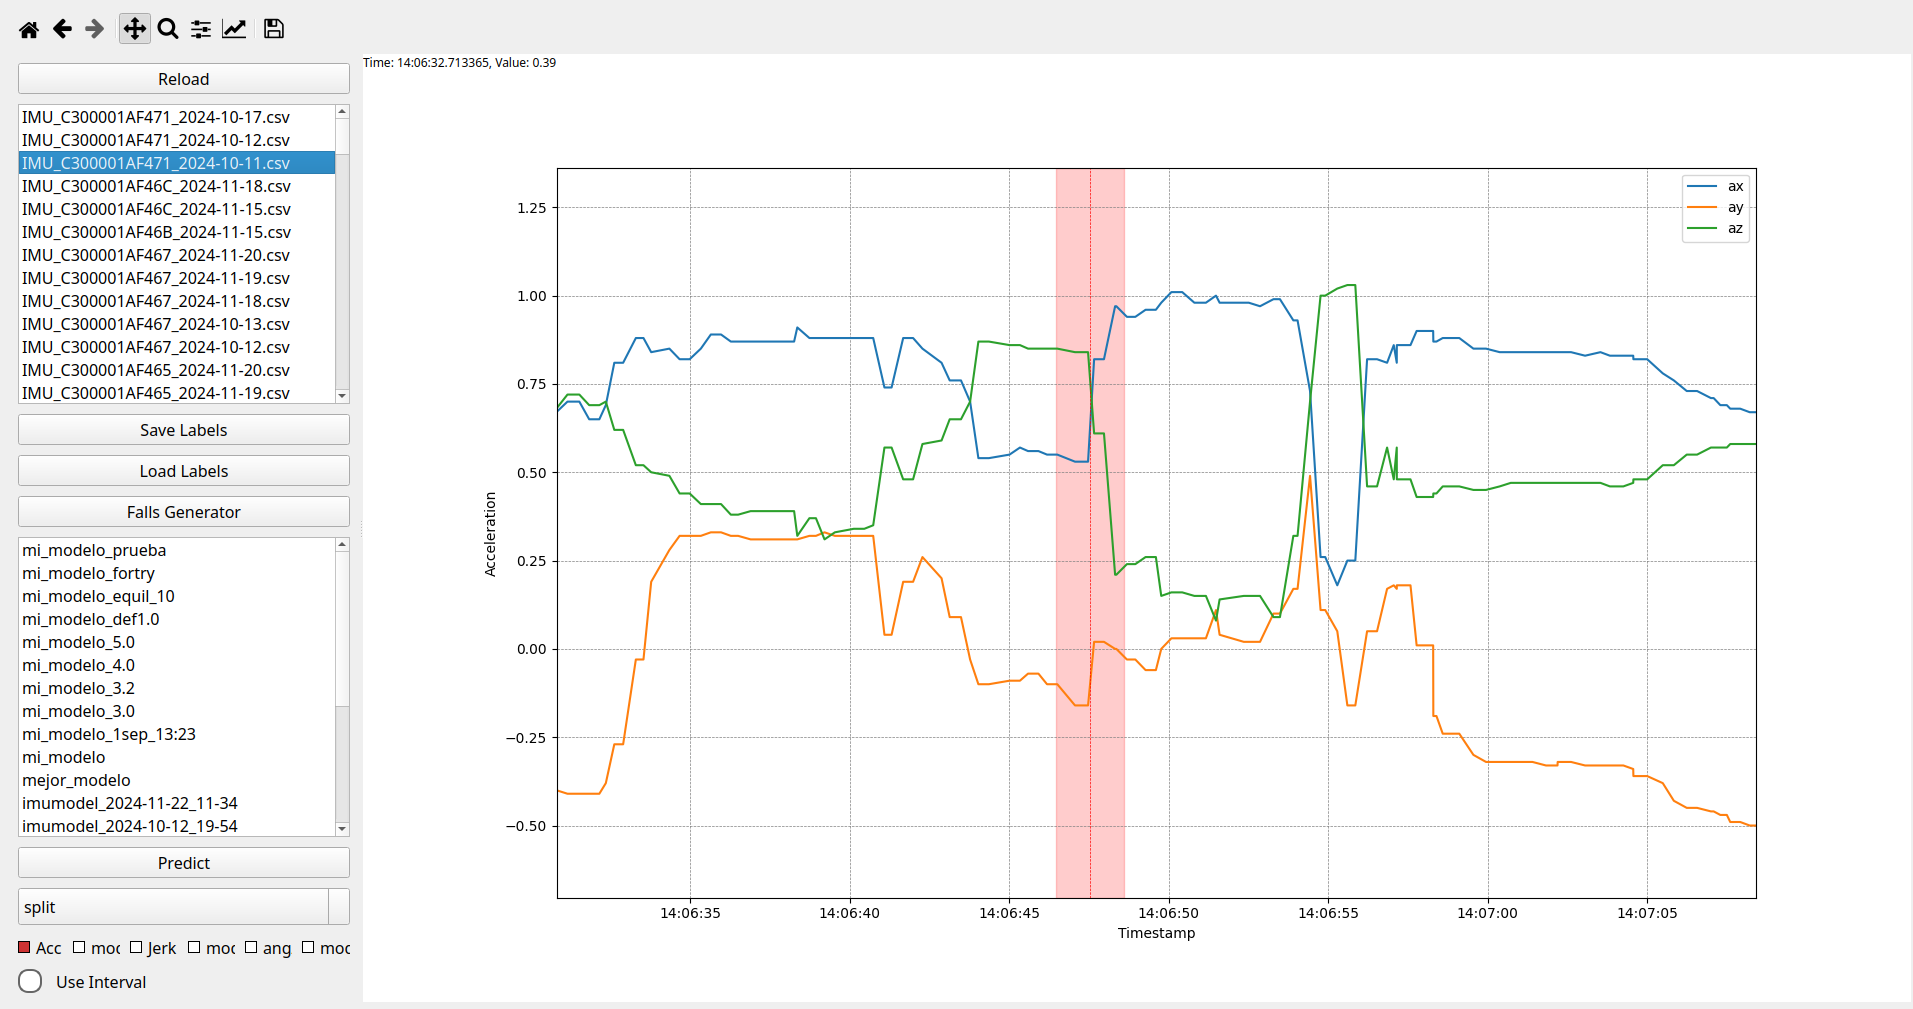 Reload
IMU_C300001AF471_2024-10-17.csv
IMU_C300001AF471_2024-10-12.csv
IMU_C300001AF471_2024-10-11.csv
IMU_C300001AF46C_2024-11-18.csv
IMU_C300001AF46C_2024-11-15.csv
IMU_C300001AF46B_2024-11-15.csv
IMU_C300001AF467_2024-11-20.csv
IMU_C300001AF467_2024-11-19.csv
IMU_C300001AF467_2024-11-18.csv
IMU_C300001AF467_2024-10-13.csv
IMU_C300001AF467_2024-10-12.csv
IMU_C300001AF465_2024-11-20.csv
IMU_C300001AF465_2024-11-19.csv
Save Labels
Load Labels
Falls Generator
mi_modelo_prueba
mi_modelo_fortry
mi_modelo_equil_10
mi_modelo_def1.0
mi_modelo_5.0
mi_modelo_4.0
mi_modelo_3.2
mi_modelo_3.0
mi_modelo_1sep_13:23
mi_modelo
mejor_modelo
imumodel_2024-11-22_11-34
imumodel_2024-10-12_19-54
Predict
split
Acc moc Jerk moc ang moc
Use Interval
Time: 14:06:32.713365, Value: 0.39
ax
ay
az
1.25
1.00
0.75
0.50
0.25
0.00
−0.25
−0.50
Acceleration
14:06:35 14:06:40 14:06:45 14:06:50 14:06:55 14:07:00 14:07:05
Timestamp